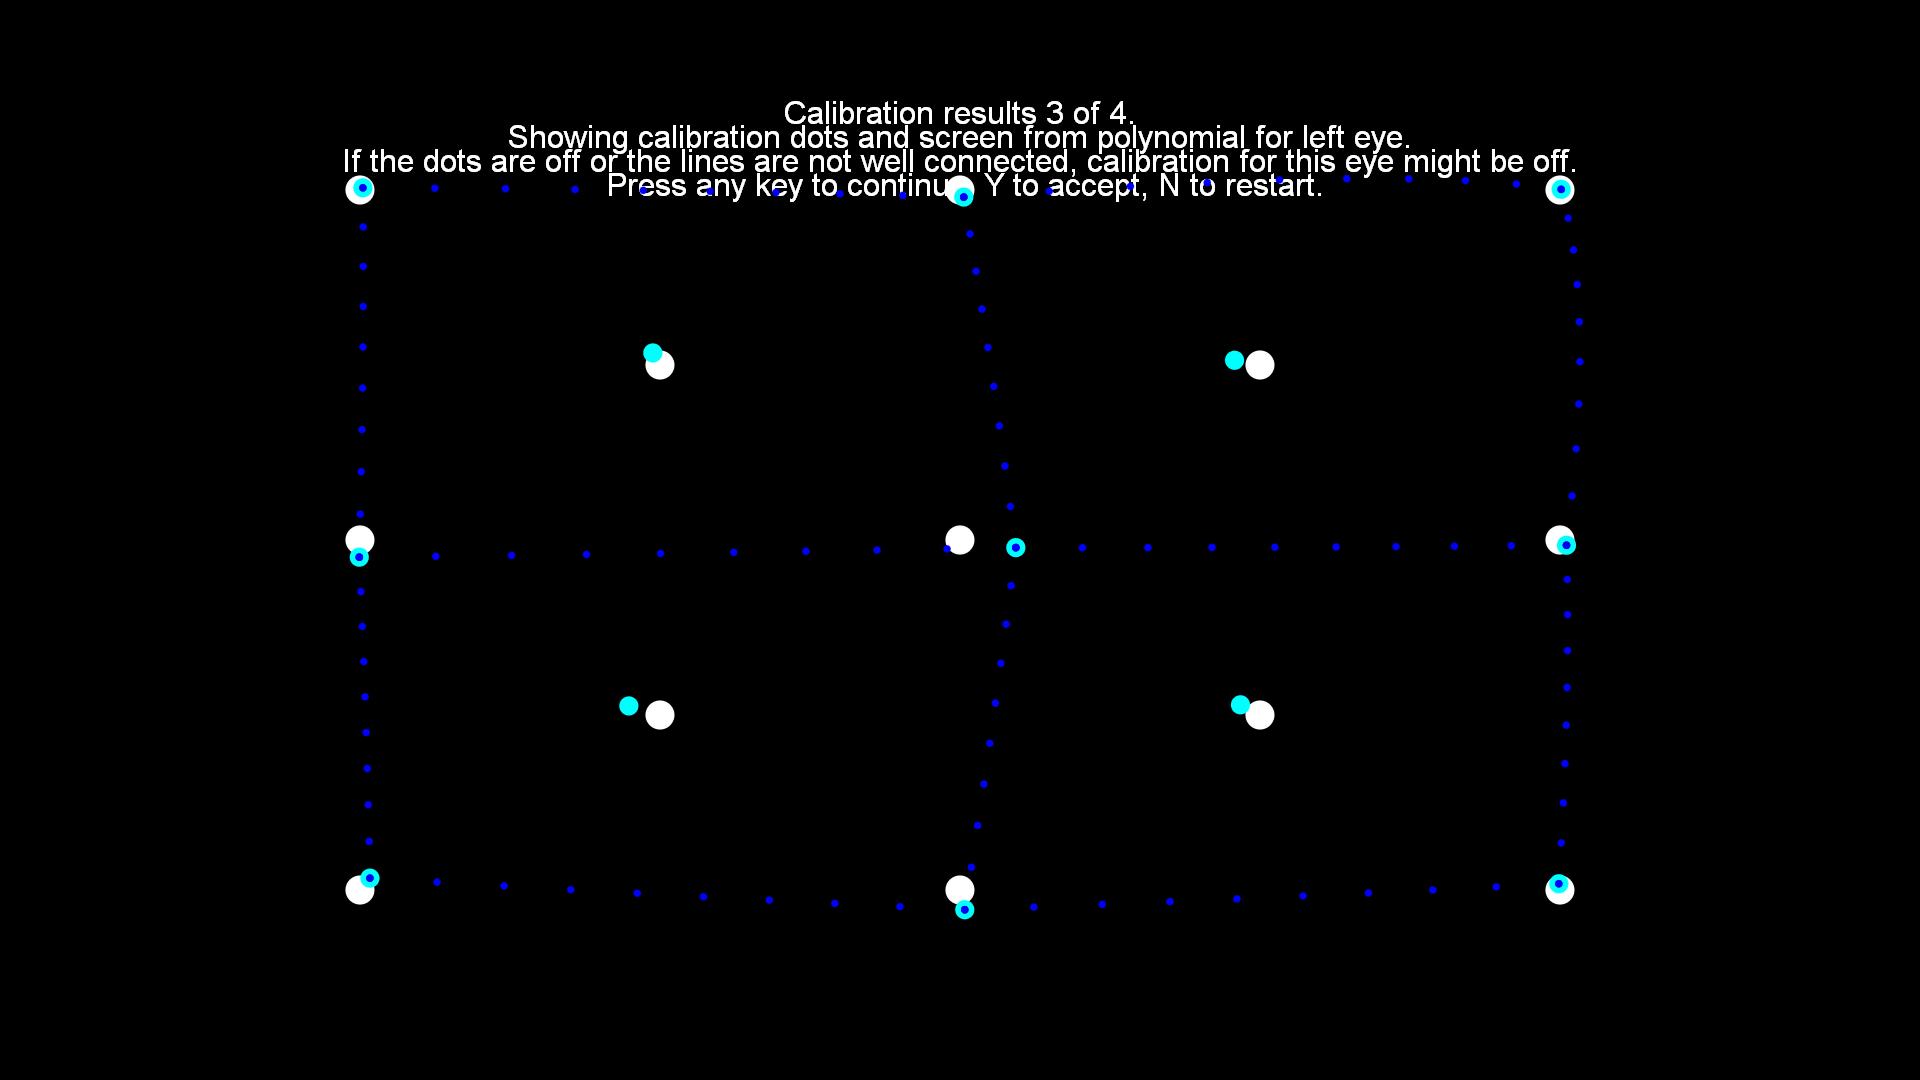 Calibration results 3 of 4.
Showing calibration dots and screen from polynomial for left eye.
If the dots are off or the lines are not well connected, calibration for this eye might be off.
Press any key to continue, Y to accept, N to restart.